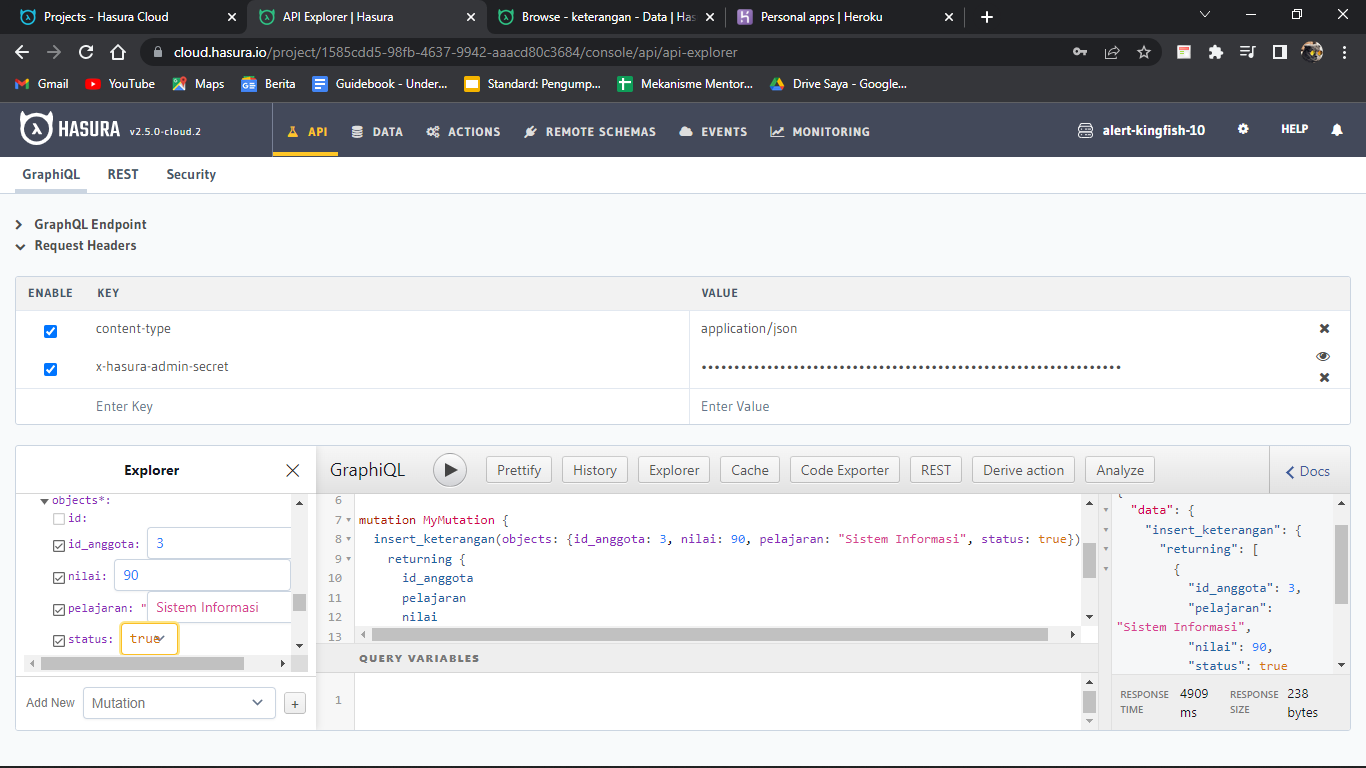 Projects - Hasura Cloud
API Explorer | Hasura
Browse - keterangan - Data | Has
Personal apps | Heroku
cloud.hasura.io/project/1585cdd5-98fb-4637-9942-aaacd80c3684/console/api/api-explorer
Gmail YouTube Maps Berita Guidebook - Under... Standard: Pengump... Mekanisme Mentor... Drive Saya - Google...
HASURA v2.5.0-cloud.2 API DATA ACTIONS REMOTE SCHEMAS EVENTS MONITORING alert-kingfish-10 HELP
GraphiQL REST Security
GraphQL Endpoint
Request Headers
ENABLE KEY VALUE
content-type application/json
x-hasura-admin-secret ••••••••••••••••••••••••••••••••••••••••••••••••••••••••••••••••
Enter Key Enter Value
Explorer
objects*:
id:
id_anggota: 3
nilai: 90
pelajaran: " Sistem Informasi
status: true
Add New Mutation +
GraphiQL Prettify History Explorer Cache Code Exporter REST Derive action Analyze Docs
6
7 mutation MyMutation {
8 insert_keterangan(objects: {id_anggota: 3, nilai: 90, pelajaran: "Sistem Informasi", status: true})
9 returning {
10 id_anggota
11 pelajaran
12 nilai
13
QUERY VARIABLES
1
{
"data": {
"insert_keterangan": {
"returning": [
{
"id_anggota": 3,
"pelajaran":
"Sistem Informasi",
"nilai": 90,
"status": true
RESPONSE TIME 4909 ms RESPONSE SIZE 238 bytes